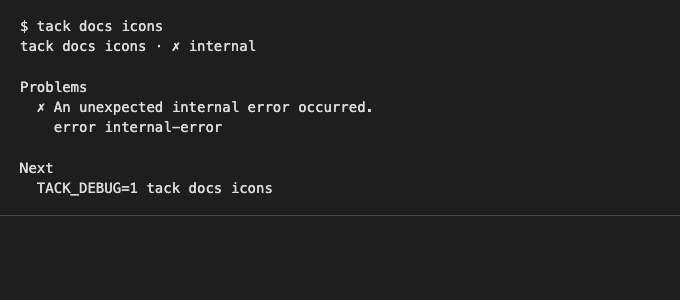 $ tack docs icons
tack docs icons · ✗ internal
Problems
✗ An unexpected internal error occurred.
error internal-error
Next
TACK_DEBUG=1 tack docs icons